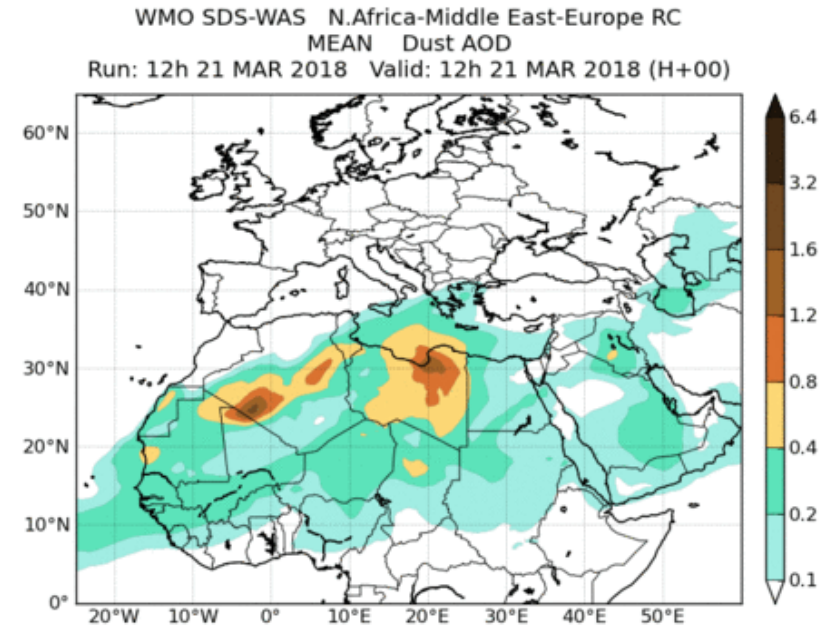 WMO SDS-WAS   N.Africa-Middle East-Europe RC
MEAN    Dust AOD
Run: 12h 21 MAR 2018   Valid: 12h 21 MAR 2018 (H+00)
60°N
50°N
40°N
30°N
20°N
10°N
0°
20°W 10°W 0° 10°E 20°E 30°E 40°E 50°E
6.4
3.2
1.6
1.2
0.8
0.4
0.2
0.1